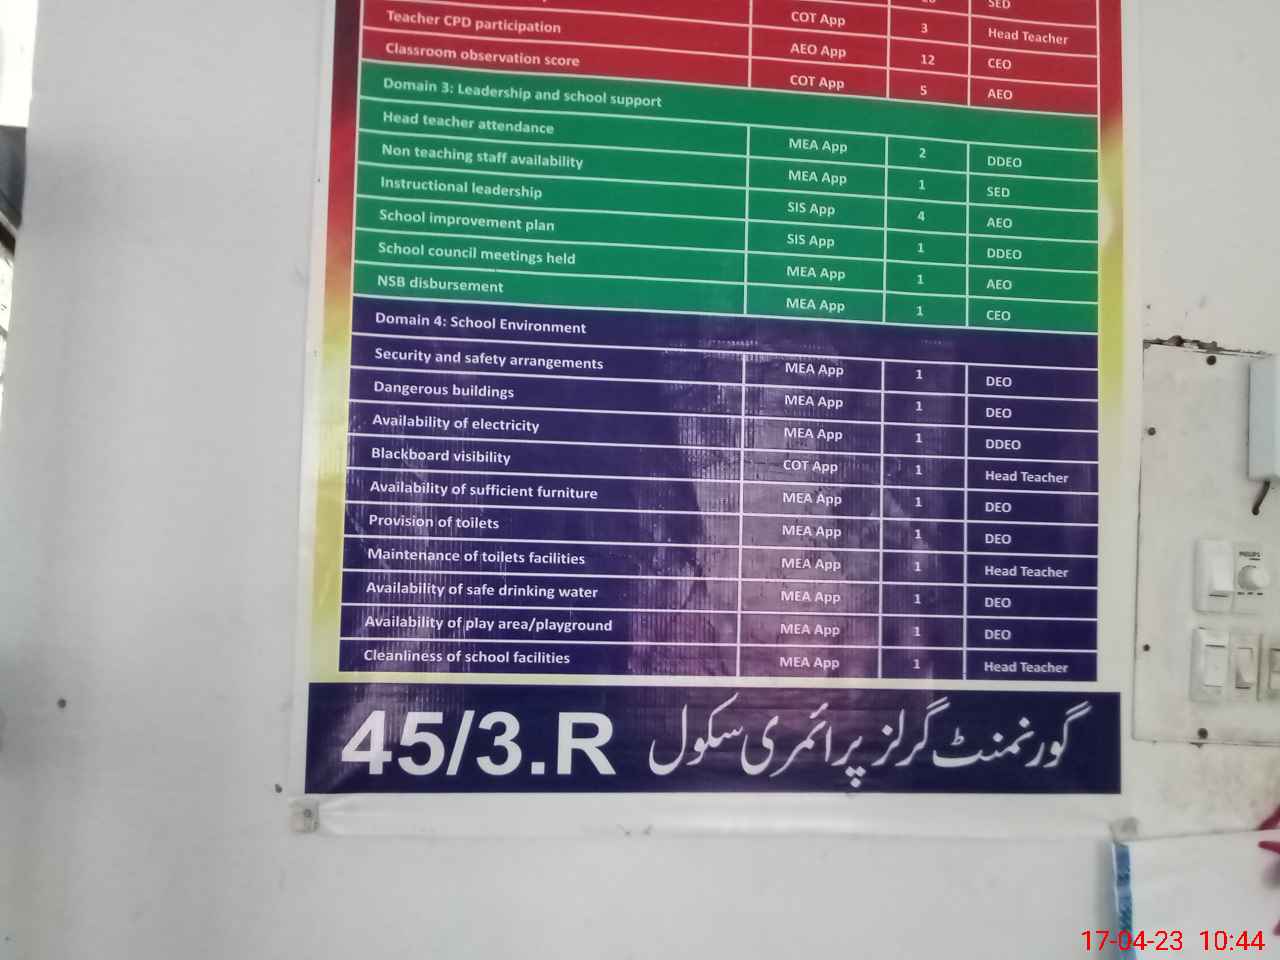 SED
COT App 3 Head Teacher
Teacher CPD participation AEO App 12 CEO
Classroom observation score COT App 5 AEO
Domain 3: Leadership and school support
Head teacher attendance MEA App 2 DDEO
Non teaching staff availability MEA App 1 SED
Instructional leadership SIS App 4 AEO
School improvement plan SIS App 1 DDEO
School council meetings held MEA App 1 AEO
NSB disbursement MEA App 1 CEO
Domain 4: School Environment
Security and safety arrangements MEA App 1 DEO
Dangerous buildings MEA App 1 DEO
Availability of electricity MEA App 1 DDEO
Blackboard visibility COT App 1 Head Teacher
Availability of sufficient furniture MEA App 1 DEO
Provision of toilets MEA App 1 DEO
Maintenance of toilets facilities MEA App 1 Head Teacher
Availability of safe drinking water MEA App 1 DEO
Availability of play area/playground MEA App 1 DEO
Cleanliness of school facilities MEA App 1 Head Teacher
گورنمنٹ گرلز پرائمری سکول 45/3.R
PHILIPS
17-04-23 10:44